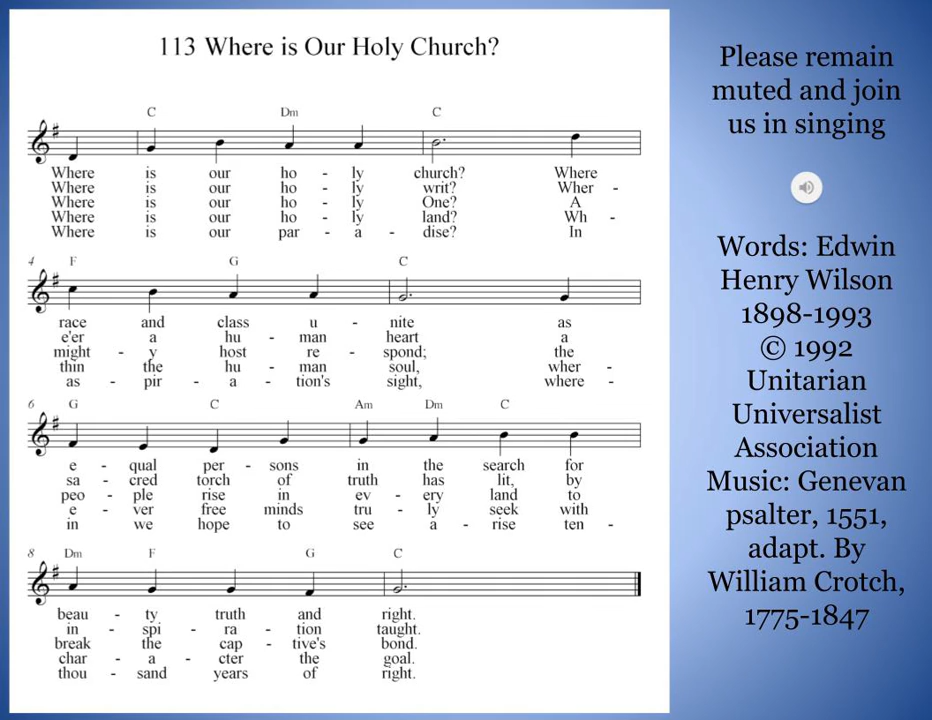 113 Where is Our Holy Church?
C Dm C
Where is our ho - ly church? Where
Where is our ho - ly writ? Wher -
Where is our ho - ly One? A
Where is our ho - ly land? Wh -
Where is our par - a - dise? In
4 F G C
race and class u - nite as
e'er a hu - man heart a
might - y host re - spond; the
thin the hu - man soul, wher -
as - pir - a - tion's sight, where -
6 G C Am Dm C
e - qual per - sons in the search for
sa - cred torch of truth has lit, by
peo - ple rise in ev - ery land to
e - ver free minds tru - ly seek with
in we hope to see a - rise ten -
8 Dm F G C
beau - ty truth and right.
in - spi - ra - tion taught.
break the cap - tive's bond.
char - a - cter the goal.
thou - sand years of right.
Please remain
muted and join
us in singing
Words: Edwin
Henry Wilson
1898-1993
© 1992
Unitarian
Universalist
Association
Music: Genevan
psalter, 1551,
adapt. By
William Crotch,
1775-1847